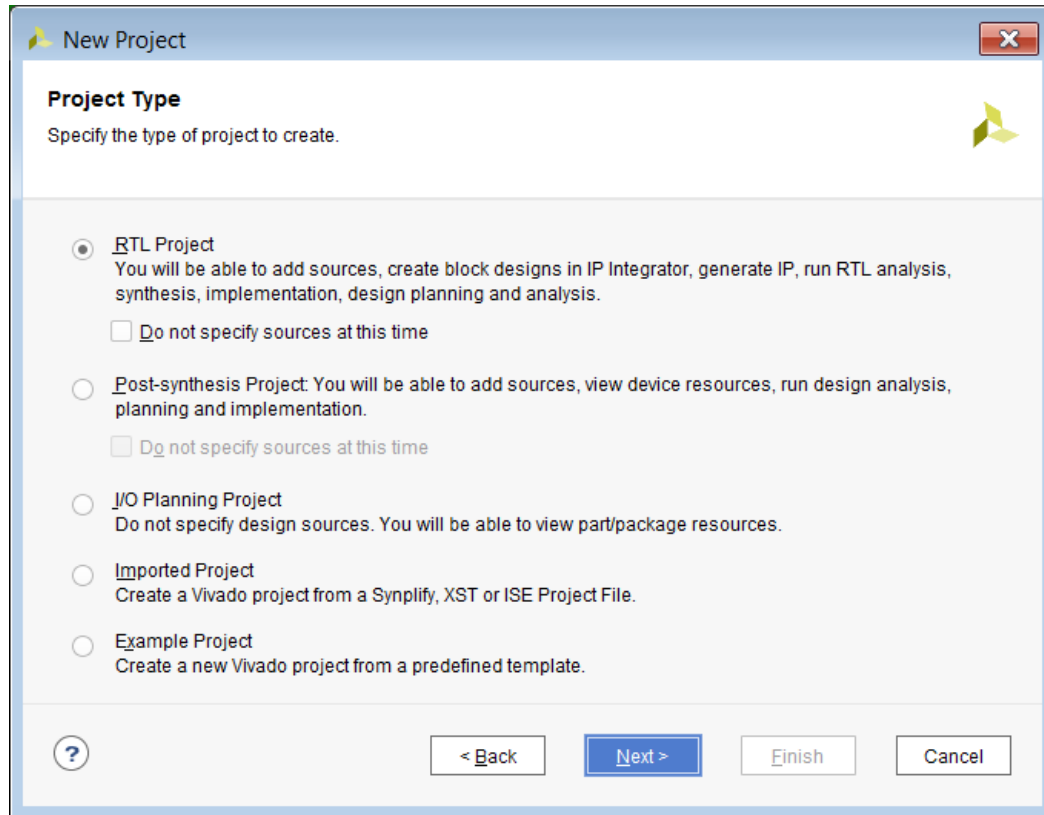 New Project
Project Type
Specify the type of project to create.
RTL Project
You will be able to add sources, create block designs in IP Integrator, generate IP, run RTL analysis,
synthesis, implementation, design planning and analysis.
Do not specify sources at this time
Post-synthesis Project: You will be able to add sources, view device resources, run design analysis,
planning and implementation.
Do not specify sources at this time
I/O Planning Project
Do not specify design sources. You will be able to view part/package resources.
Imported Project
Create a Vivado project from a Synplify, XST or ISE Project File.
Example Project
Create a new Vivado project from a predefined template.
? < Back Next > Finish Cancel